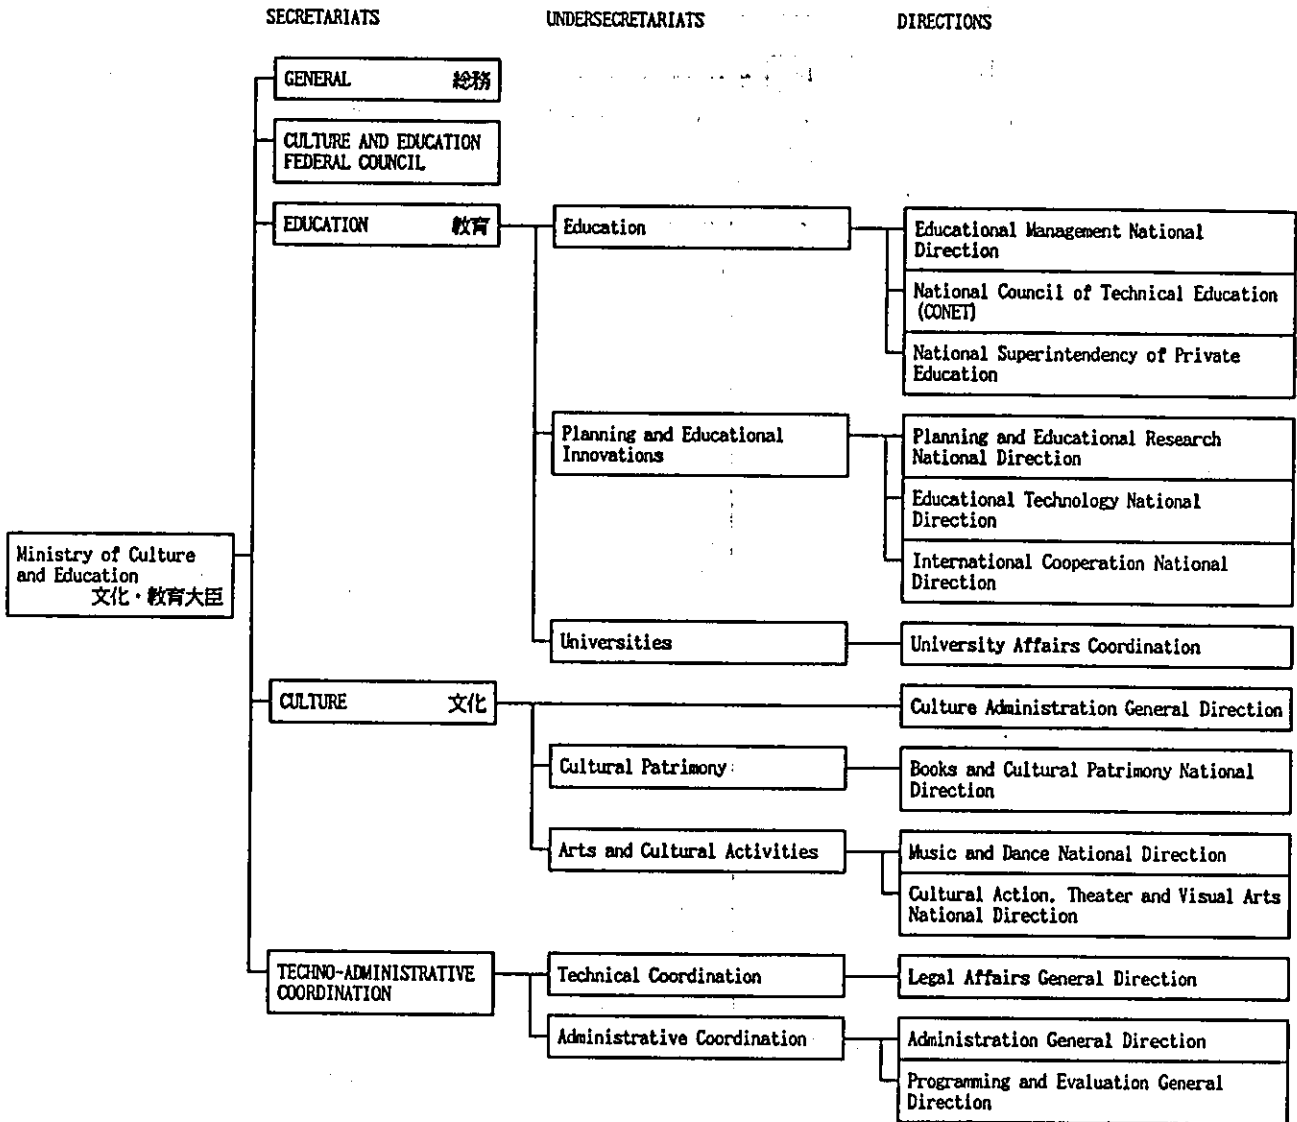 SECRETARIATS
UNDERSECRETARIATS
DIRECTIONS
GENERAL 総務
CULTURE AND EDUCATION
FEDERAL COUNCIL
EDUCATION 教育
Education
Educational Management National
Direction
National Council of Technical Education
(CONET)
National Superintendency of Private
Education
Planning and Educational
Innovations
Planning and Educational Research
National Direction
Educational Technology National
Direction
International Cooperation National
Direction
Ministry of Culture
and Education
文化・教育大臣
Universities
University Affairs Coordination
CULTURE 文化
Culture Administration General Direction
Cultural Patrimony
Books and Cultural Patrimony National
Direction
Arts and Cultural Activities
Music and Dance National Direction
Cultural Action, Theater and Visual Arts
National Direction
TECHNO-ADMINISTRATIVE
COORDINATION
Technical Coordination
Legal Affairs General Direction
Administrative Coordination
Administration General Direction
Programming and Evaluation General
Direction